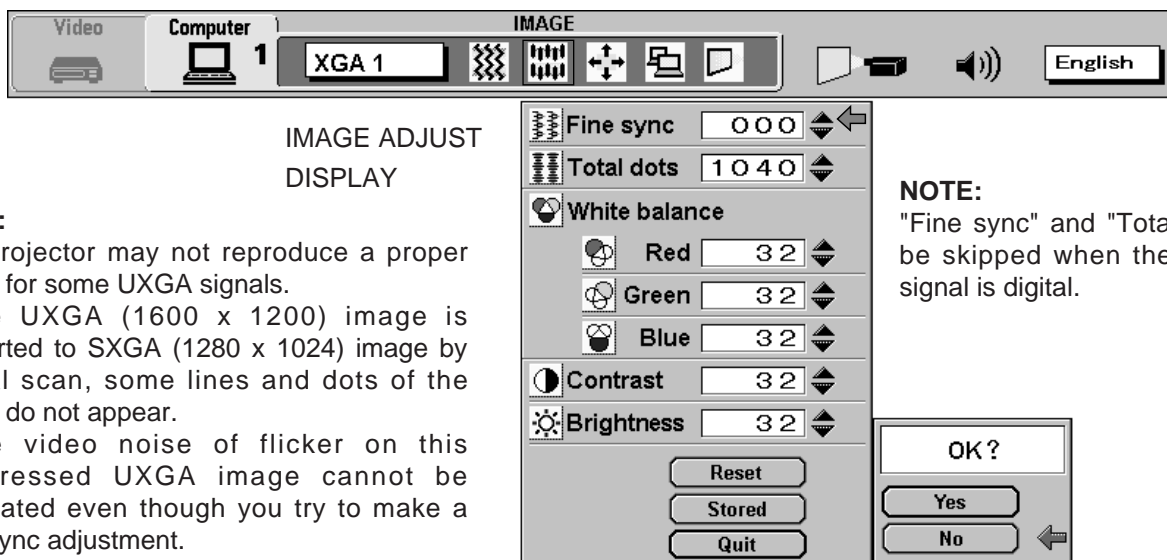 Video
Computer
1
IMAGE
XGA 1
English
IMAGE ADJUST
DISPLAY
:
rojector may not reproduce a proper
for some UXGA signals.
e UXGA (1600 x 1200) image is
rted to SXGA (1280 x 1024) image by
l scan, some lines and dots of the
do not appear.
e video noise of flicker on this
ressed UXGA image cannot be
ated even though you try to make a
ync adjustment.
Fine sync 000
Total dots 1040
White balance
Red 32
Green 32
Blue 32
Contrast 32
Brightness 32
Reset
Stored
Quit
NOTE:
"Fine sync" and "Tota
be skipped when the
signal is digital.
OK?
Yes
No